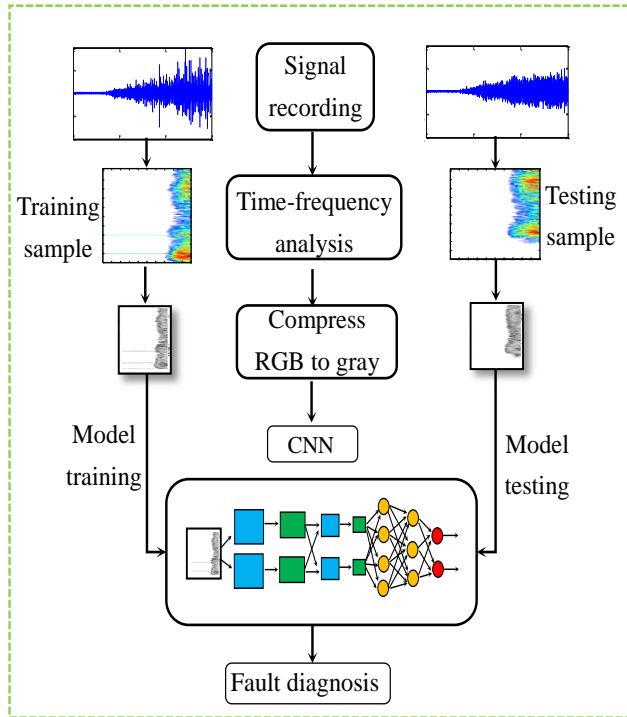 Signal
recording
Training
sample
Time-frequency
analysis
Testing
sample
Compress
RGB to gray
Model
training
CNN
Model
testing
Fault diagnosis